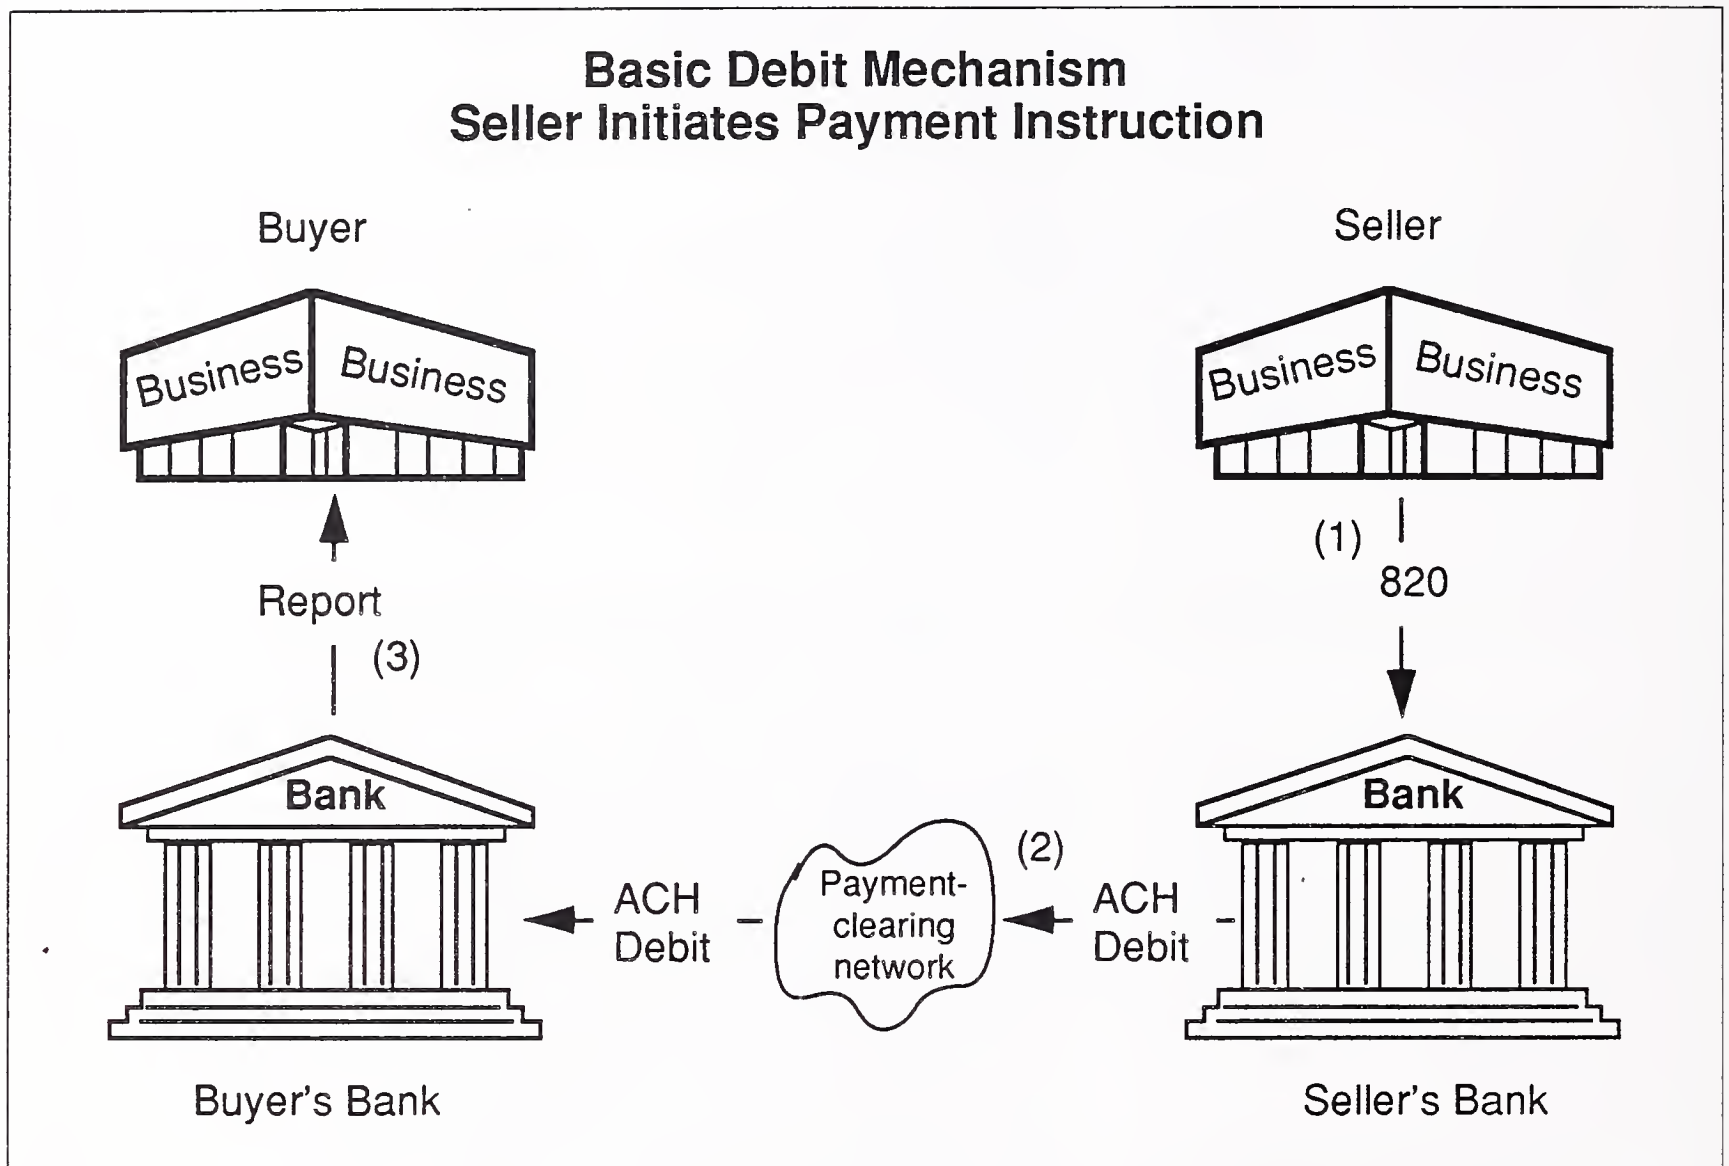 Basic Debit Mechanism
Seller Initiates Payment Instruction
Buyer
Seller
Business Business
Business Business
(1)
820
Report
(3)
Bank
Bank
(2)
Payment-
clearing
network
ACH
Debit
ACH
Debit
Buyer's Bank
Seller's Bank